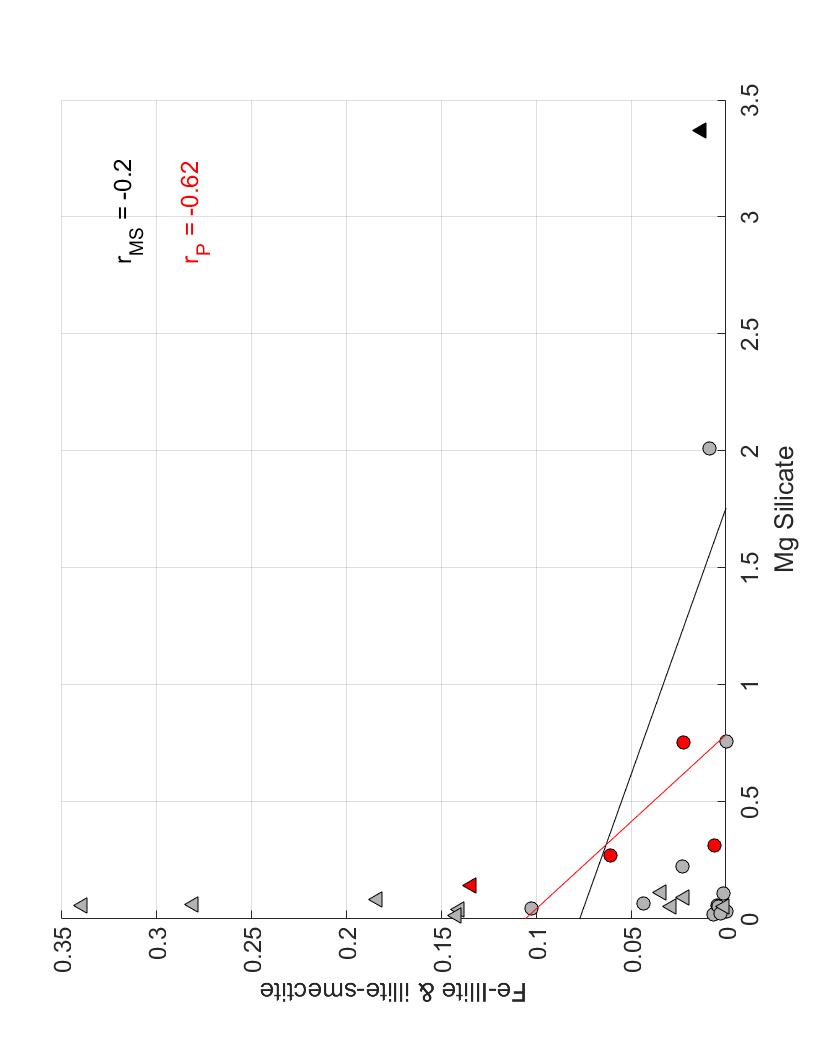 0.35
0.3
0.25
0.2
0.15
0.1
0.05
0
Fe-Illite & illite-smectite
r_MS = -0.2
r_P = -0.62
0 0.5 1 1.5 2 2.5 3 3.5
Mg Silicate